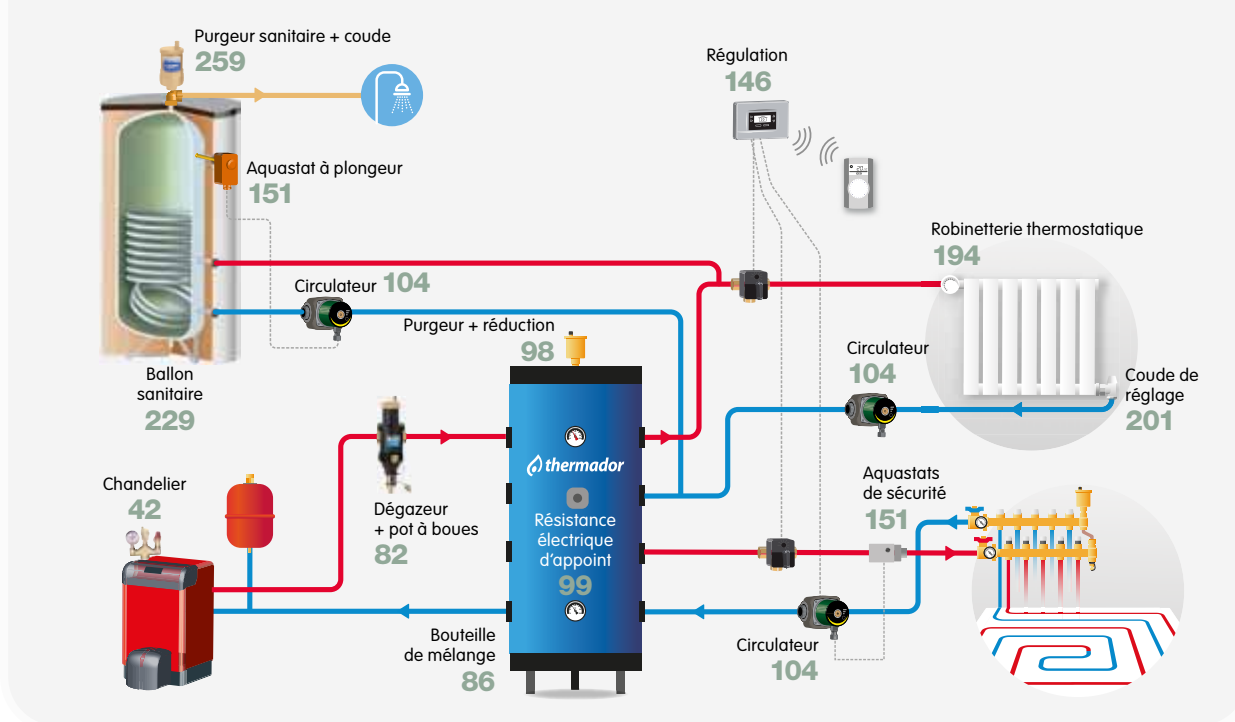 Purgeur sanitaire + coude
259
Régulation
146
Aquastat à plongeur
151
Robinetterie thermostatique
194
Circulateur 104
Purgeur + réduction
98
Circulateur
104
Ballon
sanitaire
229
Coude de
réglage
201
thermador
Chandelier
42
Dégazeur
+ pot à boues
82
Résistance
électrique
d'appoint
99
Aquastats
de sécurité
151
Bouteille
de mélange
86
Circulateur
104